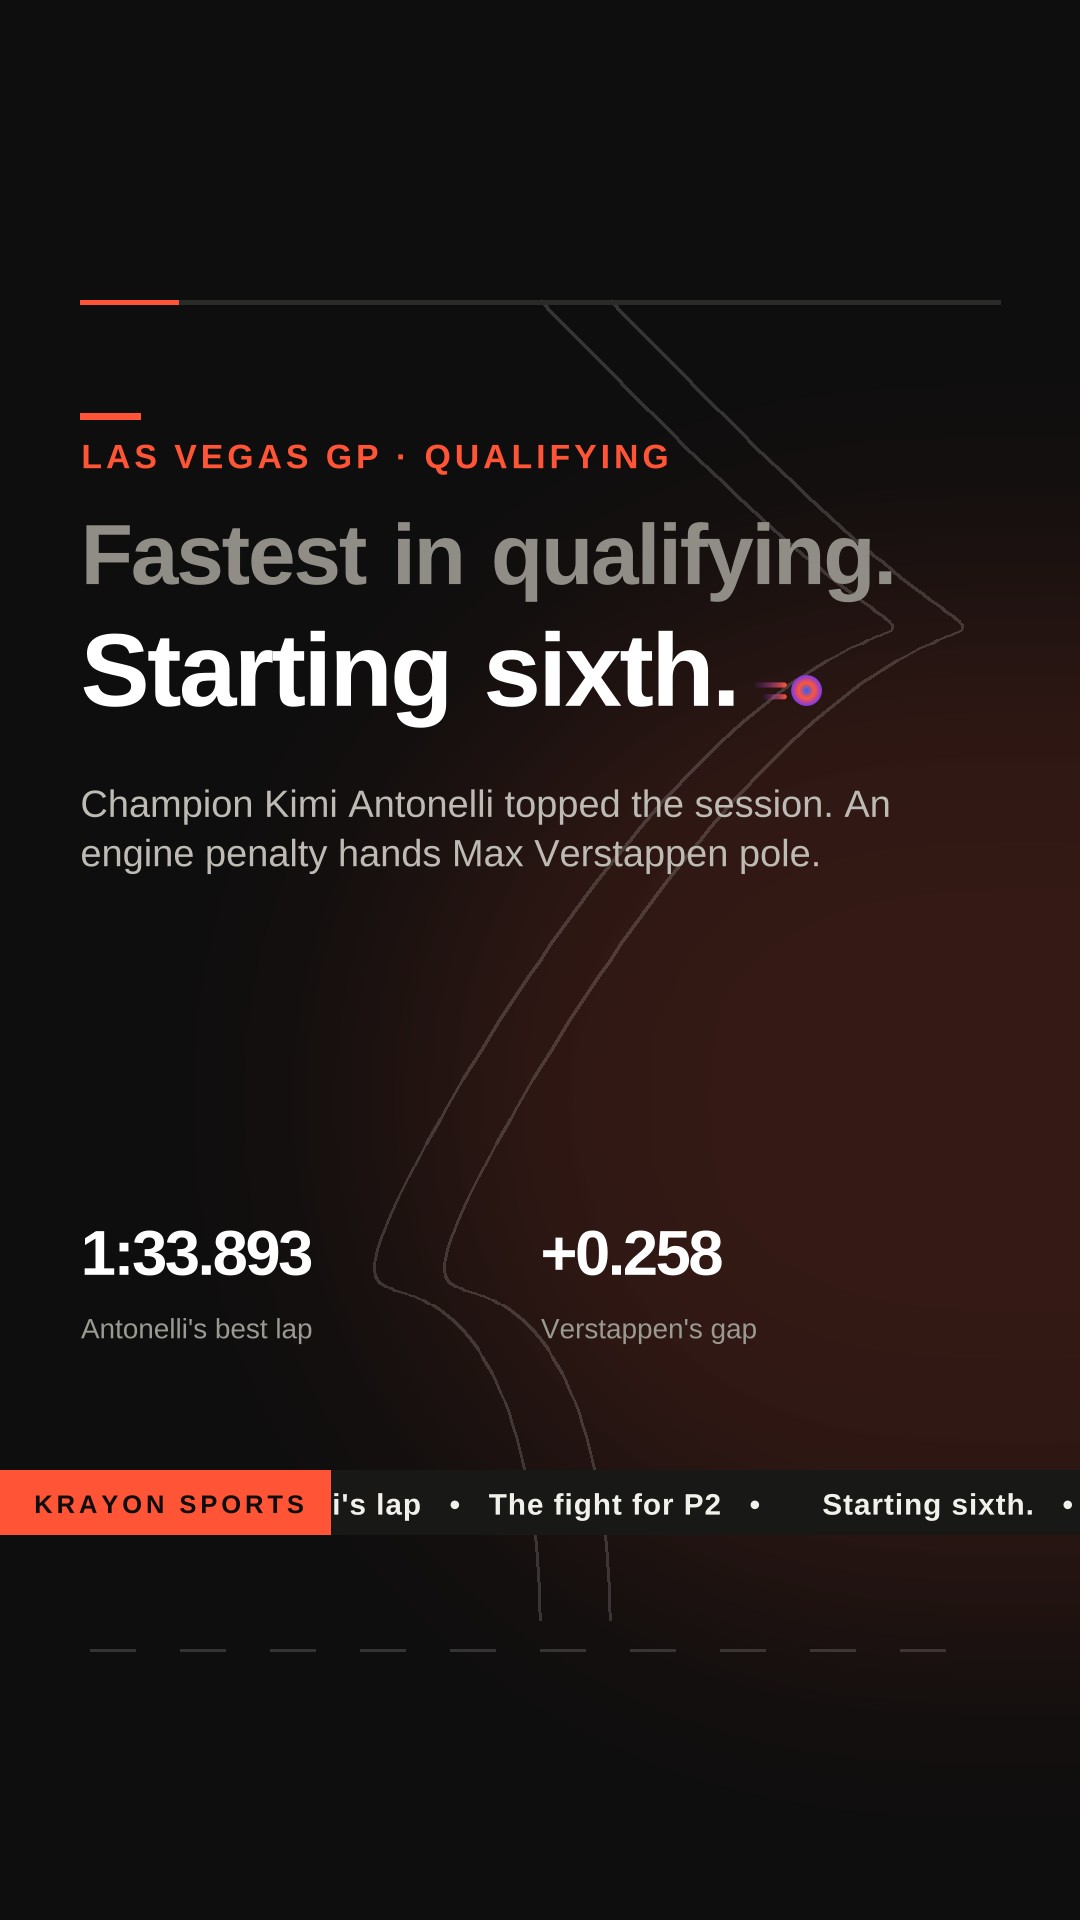 LAS VEGAS GP · QUALIFYING
Fastest in qualifying.
Starting sixth.
Champion Kimi Antonelli topped the session. An
engine penalty hands Max Verstappen pole.
1:33.893 +0.258
Antonelli's best lap Verstappen's gap
KRAYON SPORTS i's lap • The fight for P2 • Starting sixth. •